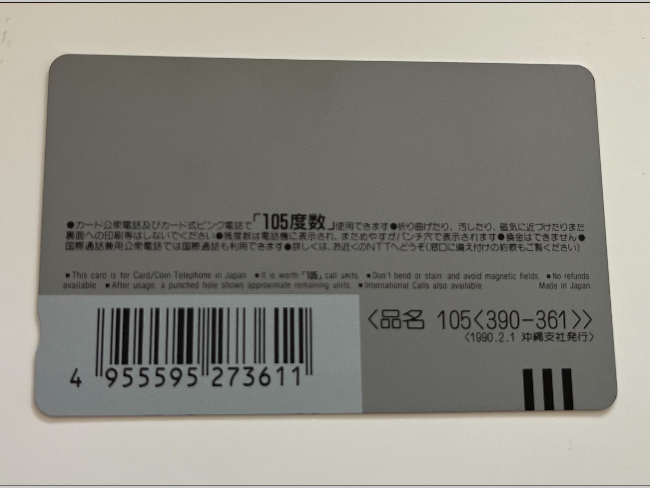 ●カード公衆電話及びカード式ピンク電話で「105度数」使用できます●折り曲げたり、汚したり、磁気に近づけたりまた
裏面への印刷等はしないでください●残度数は電話機に表示され、まためやすがパンチ穴で表示されます●換金はできません●
国際通話兼用公衆電話では国際通話も利用できます●詳しくは、お近くのNTTへどうぞ(窓口に備え付けの約款もご覧ください)
■This card is for Card/Coin Telephone in Japan ■It is worth「105」call units. ■Don't bend or stain and avoid magnetic fields. ■No refunds
available ■After usage, a punched hole shows approximate remaining units. ■International Calls also available. Made in Japan
〈品名 105〈390-361〉〉
〈1990.2.1 沖縄支社発行〉
4 955595 273611